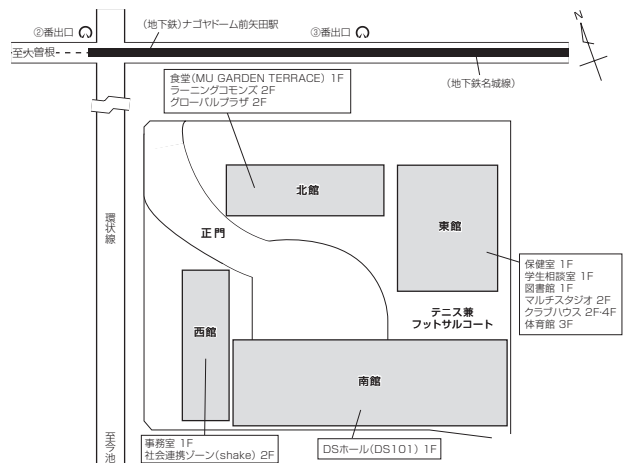 N
②番出口
(地下鉄)ナゴヤドーム前矢田駅
③番出口
至大曽根
(地下鉄名城線)
食堂(MU GARDEN TERRACE) 1F
ラーニングコモンズ 2F
グローバルプラザ 2F
北館
東館
環状線
正門
保健室 1F
学生相談室 1F
図書館 1F
マルチスタジオ 2F
クラブハウス 2F・4F
体育館 3F
テニス兼
フットサルコート
西館
南館
至今池
事務室 1F
社会連携ゾーン(shake) 2F
DSホール(DS101) 1F